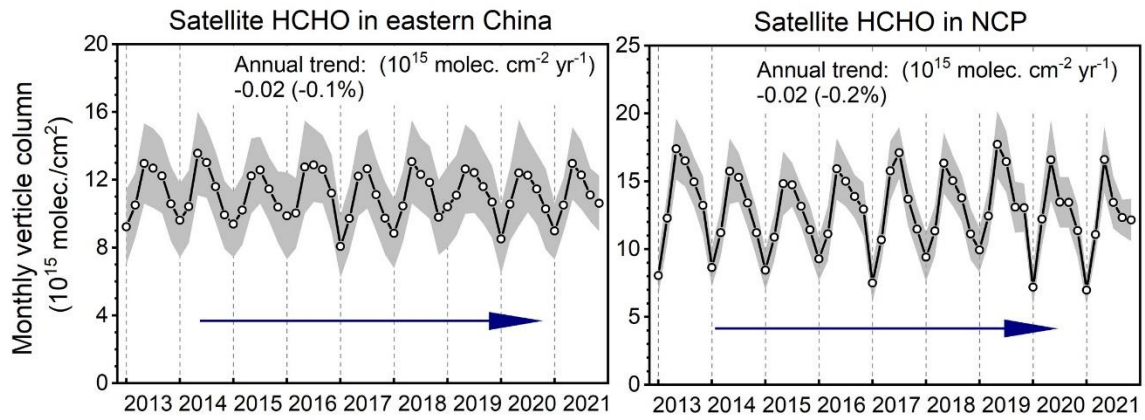 Satellite HCHO in eastern China
Monthly verticle column
(10¹⁵ molec./cm²)
20
16
12
8
4
0
Annual trend: (10¹⁵ molec. cm⁻² yr⁻¹)
-0.02 (-0.1%)
2013 2014 2015 2016 2017 2018 2019 2020 2021
Satellite HCHO in NCP
25
20
15
10
5
0
Annual trend: (10¹⁵ molec. cm⁻² yr⁻¹)
-0.02 (-0.2%)
2013 2014 2015 2016 2017 2018 2019 2020 2021